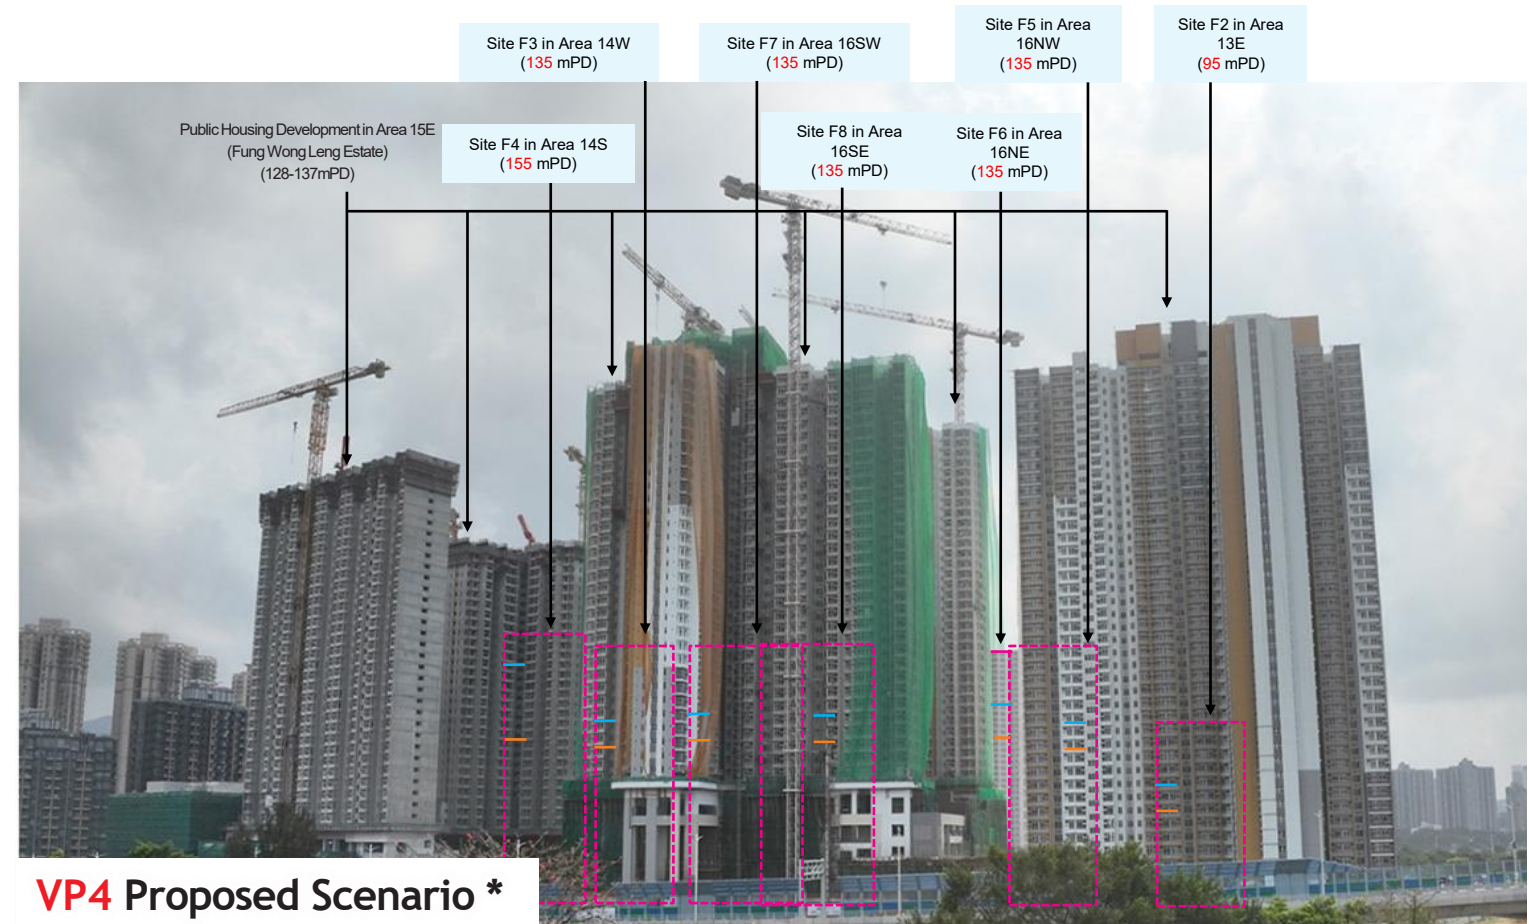 Site F3 in Area 14W
(135 mPD)
Site F7 in Area 16SW
(135 mPD)
Site F5 in Area
16NW
(135 mPD)
Site F2 in Area
13E
(95 mPD)
Public Housing Development in Area 15E
(Fung Wong Leng Estate)
(128-137mPD)
Site F4 in Area 14S
(155 mPD)
Site F8 in Area
16SE
(135 mPD)
Site F6 in Area
16NE
(135 mPD)
VP4 Proposed Scenario *